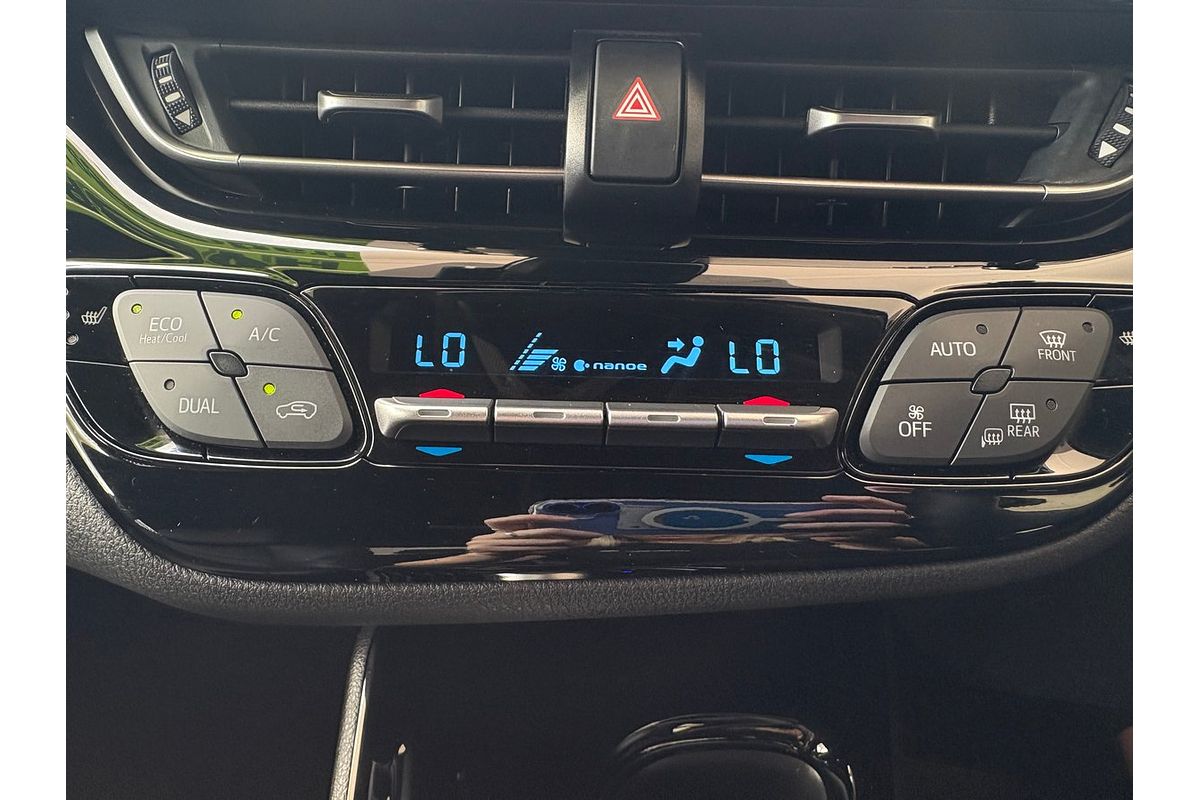 ECO
Heat/Cool
A/C
DUAL
LO
nanoe
LO
AUTO
FRONT
OFF
REAR